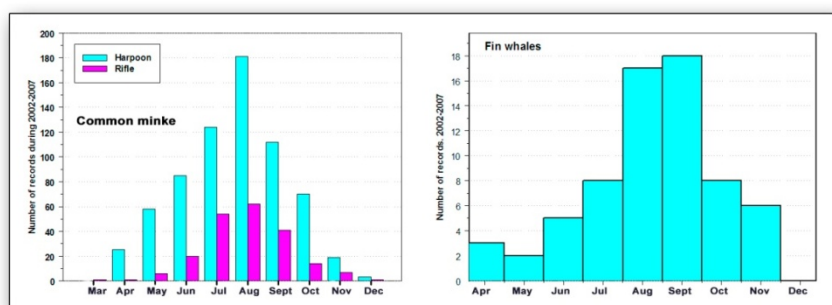 200
180
160
140
120
100
80
60
40
20
0
Number of records during 2002-2007
Harpoon
Rifle
Common minke
Mar Apr May Jun Jul Aug Sept Oct Nov Dec
Fin whales
18
16
14
12
10
8
6
4
2
0
Number of records, 2002-2007
Apr May Jun Jul Aug Sept Oct Nov Dec